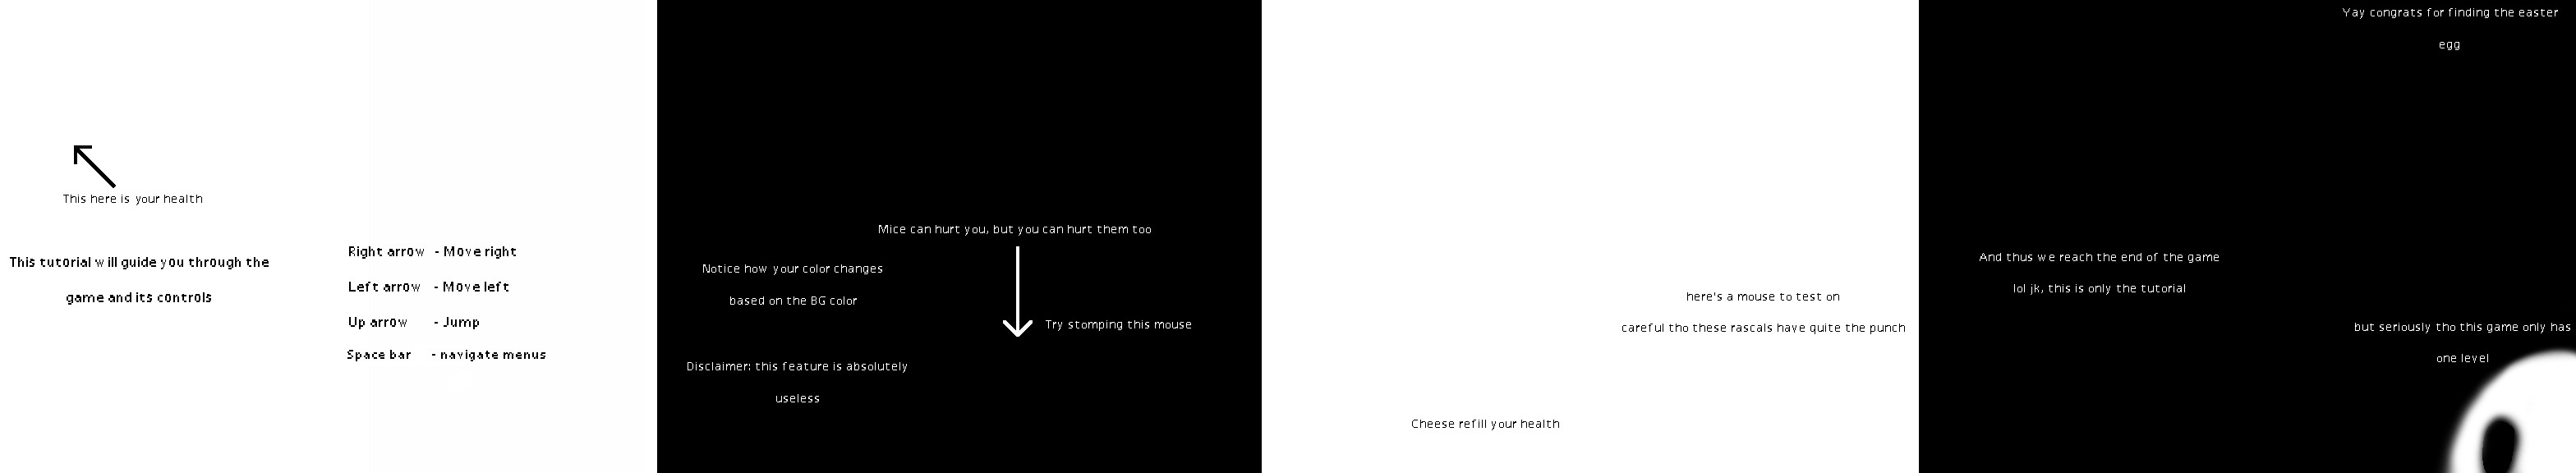 This here is your health
This tutorial will guide you through the
game and its controls
Right arrow - Move right
Left arrow - Move left
Up arrow - Jump
Space bar - navigate menus
Mice can hurt you, but you can hurt them too
Notice how your color changes
based on the BG color
Try stomping this mouse
Disclaimer: this feature is absolutely
useless
here's a mouse to test on
careful tho these rascals have quite the punch
Cheese refill your health
Yay congrats for finding the easter
egg
And thus we reach the end of the game
lol jk, this is only the tutorial
but seriously tho this game only has
one level